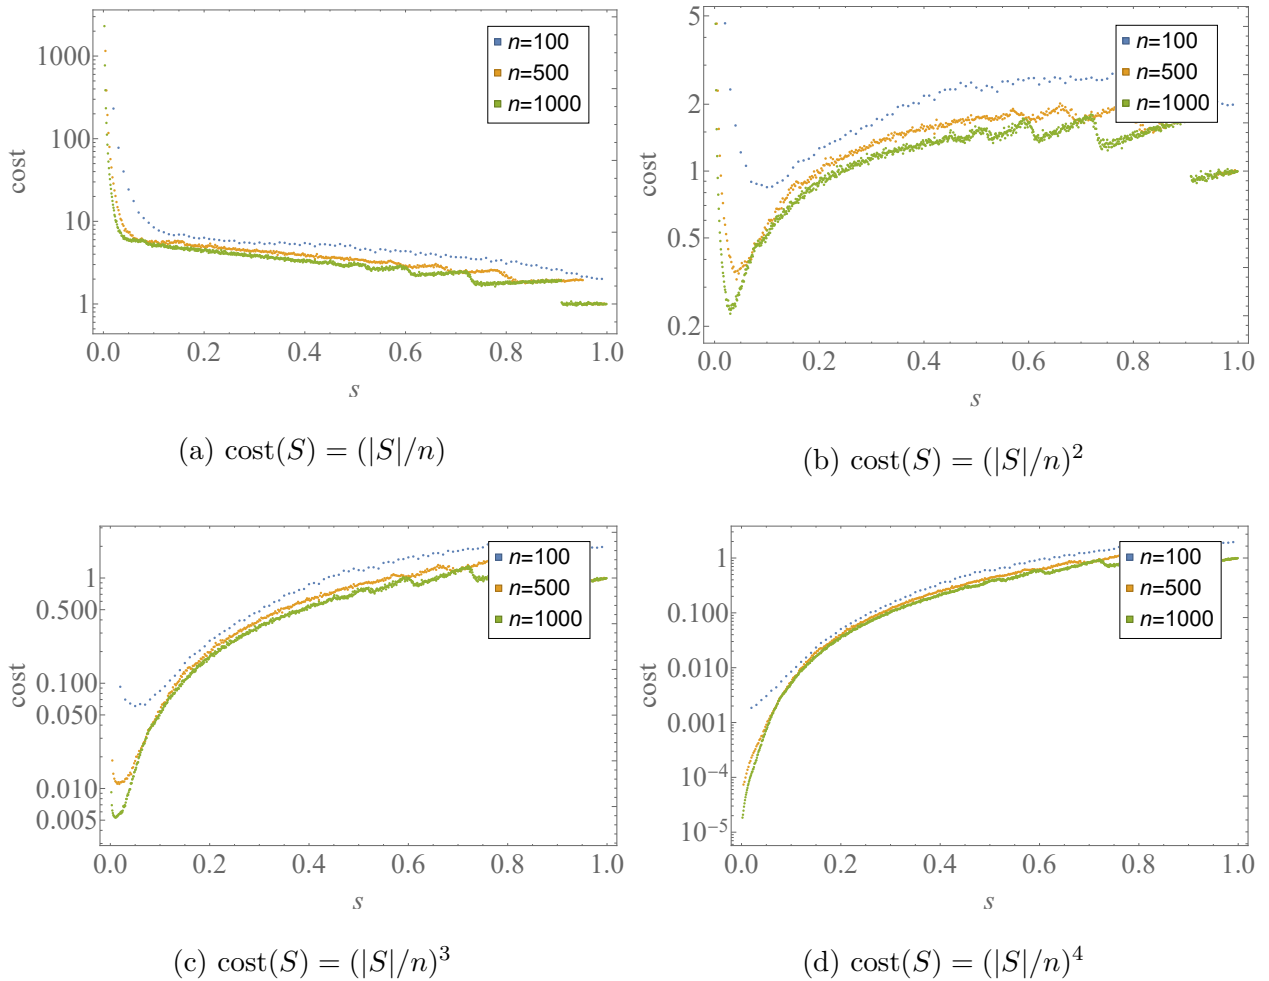 1000
100
10
1
cost
0.0 0.2 0.4 0.6 0.8 1.0
s
n=100
n=500
n=1000
(a) cost(S) = (|S|/n)
5
2
1
0.5
0.2
cost
0.0 0.2 0.4 0.6 0.8 1.0
s
n=100
n=500
n=1000
(b) cost(S) = (|S|/n)²
1
0.500
0.100
0.050
0.010
0.005
cost
0.0 0.2 0.4 0.6 0.8 1.0
s
n=100
n=500
n=1000
(c) cost(S) = (|S|/n)³
1
0.100
0.010
0.001
10⁻⁴
10⁻⁵
cost
0.0 0.2 0.4 0.6 0.8 1.0
s
n=100
n=500
n=1000
(d) cost(S) = (|S|/n)⁴